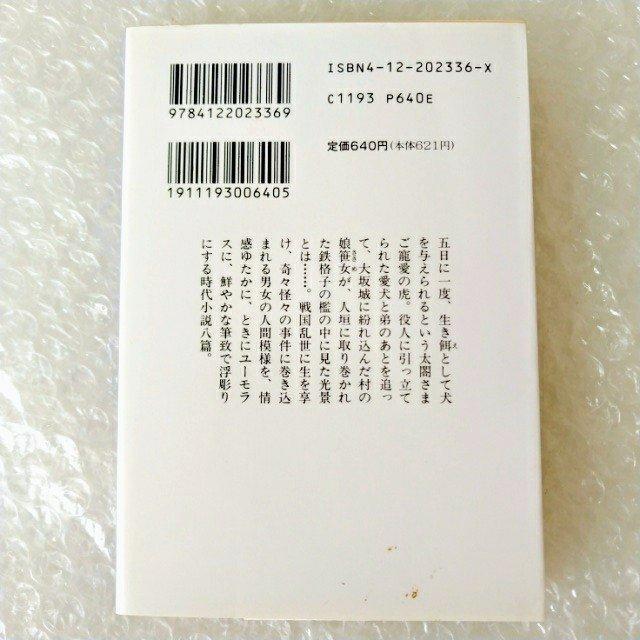 9784122023369
1911193006405
ISBN4-12-202336-X
C1193 P640E
定価640円(本体621円)
五日に一度、生き餌として犬
を与えられるという太閤さま
ご寵愛の虎。役人に引っ立て
られた愛犬と弟のあとを追っ
て、大坂城に紛れ込んだ村の
娘笹女が、人垣に取り巻かれ
た鉄格子の檻の中に見た光景
とは……。戦国乱世に生を享
け、奇々怪々の事件に巻き込
まれる男女の人間模様を、情
感ゆたかに、ときにユーモラ
スに、鮮やかな筆致で浮彫り
にする時代小説八篇。